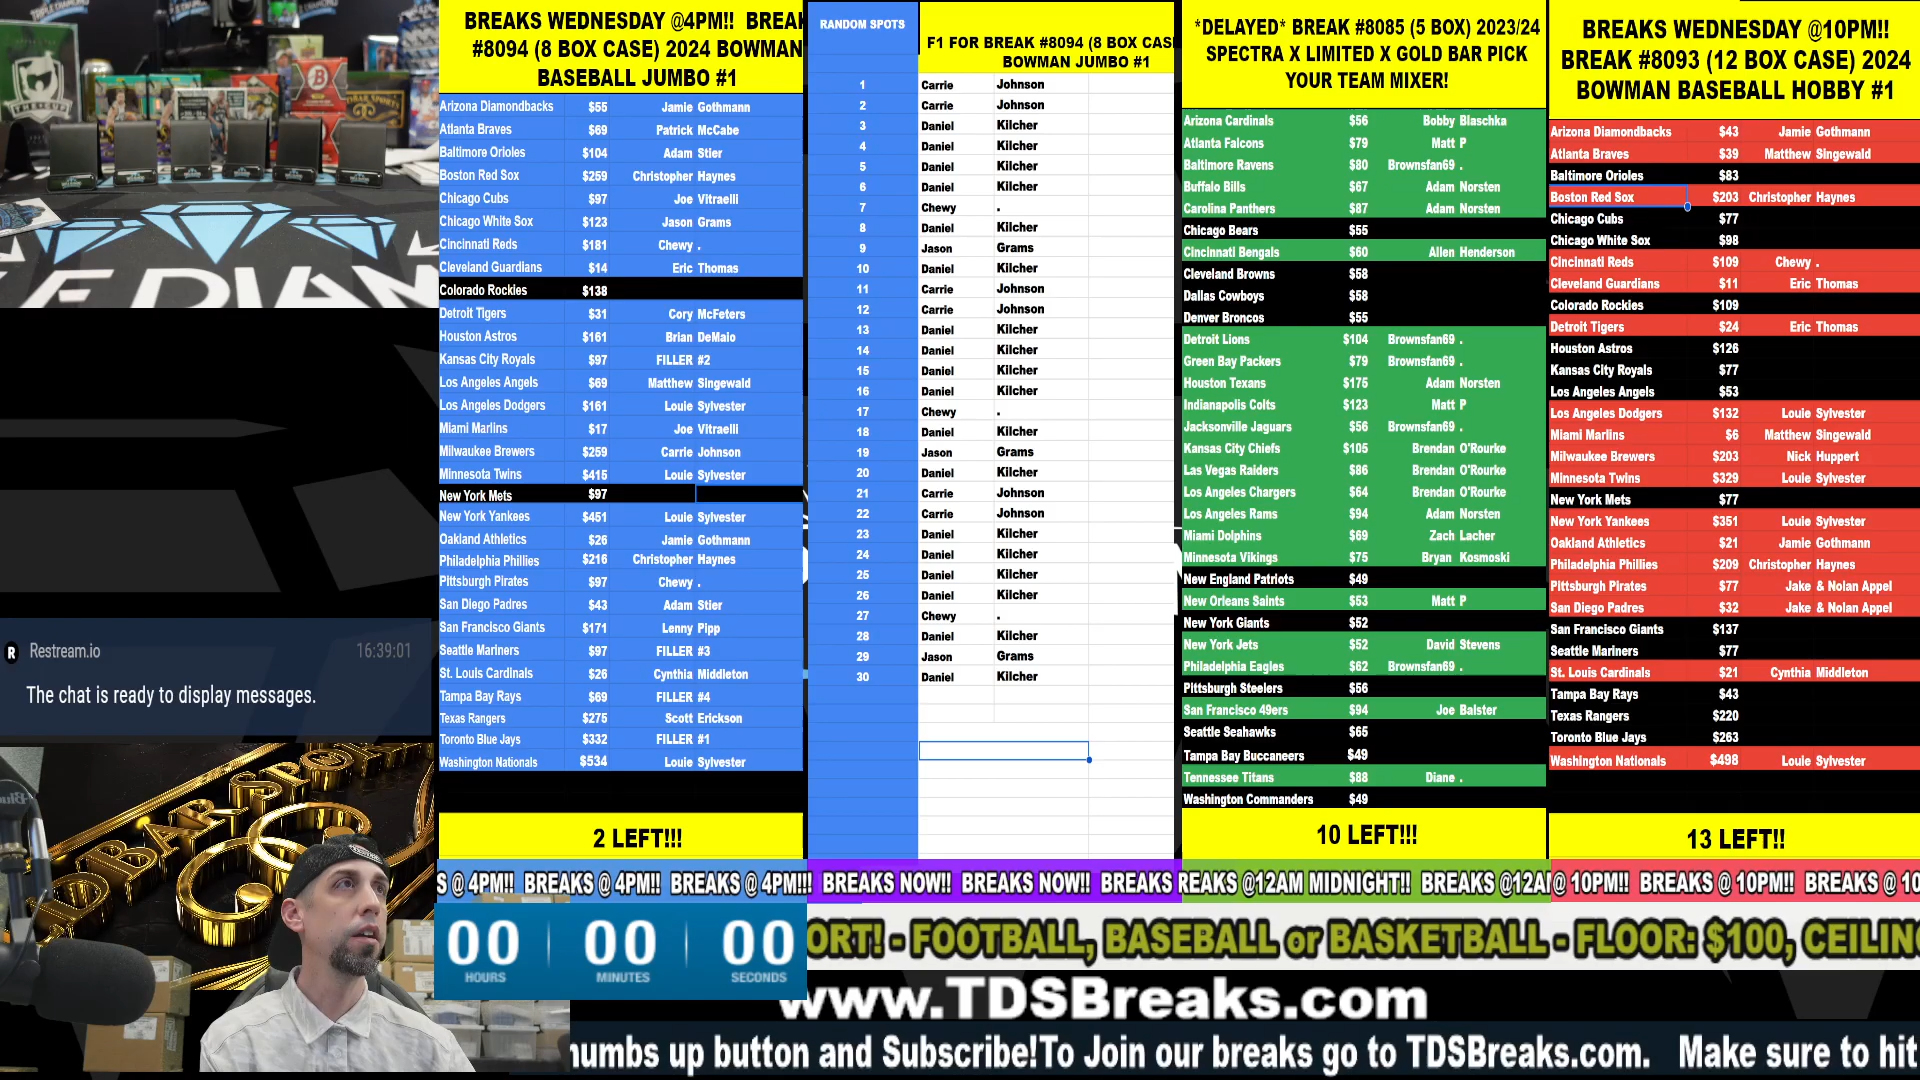 BREAKS WEDNESDAY @4PM!! BREA
#8094 (8 BOX CASE) 2024 BOWMAN
BASEBALL JUMBO #1
Arizona Diamondbacks $55 Jamie Gothmann
Atlanta Braves $69 Patrick McCabe
Baltimore Orioles $104 Adam Stier
Boston Red Sox $259 Christopher Haynes
Chicago Cubs $97 Joe Vitraelli
Chicago White Sox $123 Jason Grams
Cincinnati Reds $181 Chewy .
Cleveland Guardians $14 Eric Thomas
Colorado Rockies $138
Detroit Tigers $31 Cory McFeters
Houston Astros $161 Brian DeMaio
Kansas City Royals $97 FILLER #2
Los Angeles Angels $69 Matthew Singewald
Los Angeles Dodgers $161 Louie Sylvester
Miami Marlins $17 Joe Vitraelli
Milwaukee Brewers $259 Carrie Johnson
Minnesota Twins $415 Louie Sylvester
New York Mets $97
New York Yankees $451 Louie Sylvester
Oakland Athletics $26 Jamie Gothmann
Philadelphia Phillies $216 Christopher Haynes
Pittsburgh Pirates $97 Chewy .
San Diego Padres $43 Adam Stier
San Francisco Giants $171 Lenny Pipp
Seattle Mariners $97 FILLER #3
St. Louis Cardinals $26 Cynthia Middleton
Tampa Bay Rays $69 FILLER #4
Texas Rangers $275 Scott Erickson
Toronto Blue Jays $332 FILLER #1
Washington Nationals $534 Louie Sylvester
2 LEFT!!!
RANDOM SPOTS
F1 FOR BREAK #8094 (8 BOX CAS
BOWMAN JUMBO #1
1 Carrie Johnson
2 Carrie Johnson
3 Daniel Kilcher
4 Daniel Kilcher
5 Daniel Kilcher
6 Daniel Kilcher
7 Chewy .
8 Daniel Kilcher
9 Jason Grams
10 Daniel Kilcher
11 Carrie Johnson
12 Carrie Johnson
13 Daniel Kilcher
14 Daniel Kilcher
15 Daniel Kilcher
16 Daniel Kilcher
17 Chewy .
18 Daniel Kilcher
19 Jason Grams
20 Daniel Kilcher
21 Carrie Johnson
22 Carrie Johnson
23 Daniel Kilcher
24 Daniel Kilcher
25 Daniel Kilcher
26 Daniel Kilcher
27 Chewy .
28 Daniel Kilcher
29 Jason Grams
30 Daniel Kilcher
*DELAYED* BREAK #8085 (5 BOX) 2023/24
SPECTRA X LIMITED X GOLD BAR PICK
YOUR TEAM MIXER!
Arizona Cardinals $56 Bobby Blaschka
Atlanta Falcons $79 Matt P
Baltimore Ravens $80 Brownsfan69 .
Buffalo Bills $67 Adam Norsten
Carolina Panthers $87 Adam Norsten
Chicago Bears $55
Cincinnati Bengals $60 Allen Henderson
Cleveland Browns $58
Dallas Cowboys $58
Denver Broncos $55
Detroit Lions $104 Brownsfan69 .
Green Bay Packers $79 Brownsfan69 .
Houston Texans $175 Adam Norsten
Indianapolis Colts $123 Matt P
Jacksonville Jaguars $56 Brownsfan69 .
Kansas City Chiefs $105 Brendan O'Rourke
Las Vegas Raiders $86 Brendan O'Rourke
Los Angeles Chargers $64 Brendan O'Rourke
Los Angeles Rams $94 Adam Norsten
Miami Dolphins $69 Zach Lacher
Minnesota Vikings $75 Bryan Kosmoski
New England Patriots $49
New Orleans Saints $53 Matt P
New York Giants $52
New York Jets $52 David Stevens
Philadelphia Eagles $62 Brownsfan69 .
Pittsburgh Steelers $56
San Francisco 49ers $94 Joe Balster
Seattle Seahawks $65
Tampa Bay Buccaneers $49
Tennessee Titans $88 Diane .
Washington Commanders $49
10 LEFT!!!
BREAKS WEDNESDAY @10PM!!
BREAK #8093 (12 BOX CASE) 2024
BOWMAN BASEBALL HOBBY #1
Arizona Diamondbacks $43 Jamie Gothmann
Atlanta Braves $39 Matthew Singewald
Baltimore Orioles $83
Boston Red Sox $203 Christopher Haynes
Chicago Cubs $77
Chicago White Sox $98
Cincinnati Reds $109 Chewy .
Cleveland Guardians $11 Eric Thomas
Colorado Rockies $109
Detroit Tigers $24 Eric Thomas
Houston Astros $126
Kansas City Royals $77
Los Angeles Angels $53
Los Angeles Dodgers $132 Louie Sylvester
Miami Marlins $6 Matthew Singewald
Milwaukee Brewers $203 Nick Huppert
Minnesota Twins $329 Louie Sylvester
New York Mets $77
New York Yankees $351 Louie Sylvester
Oakland Athletics $21 Jamie Gothmann
Philadelphia Phillies $209 Christopher Haynes
Pittsburgh Pirates $77 Jake & Nolan Appel
San Diego Padres $32 Jake & Nolan Appel
San Francisco Giants $137
Seattle Mariners $77
St. Louis Cardinals $21 Cynthia Middleton
Tampa Bay Rays $43
Texas Rangers $220
Toronto Blue Jays $263
Washington Nationals $498 Louie Sylvester
13 LEFT!!
Restream.io 16:39:01
The chat is ready to display messages.
S @ 4PM!! BREAKS @ 4PM!! BREAKS @ 4PM!!! BREAKS NOW!! BREAKS NOW!! BREAKS REAKS @12AM MIDNIGHT!! BREAKS @12A @ 10PM!! BREAKS @ 10PM!! BREAKS @ 10
00 00 00
HOURS MINUTES SECONDS
ORT! - FOOTBALL, BASEBALL or BASKETBALL - FLOOR: $100, CEILING
www.TDSBreaks.com
humbs up button and Subscribe!To Join our breaks go to TDSBreaks.com. Make sure to hit